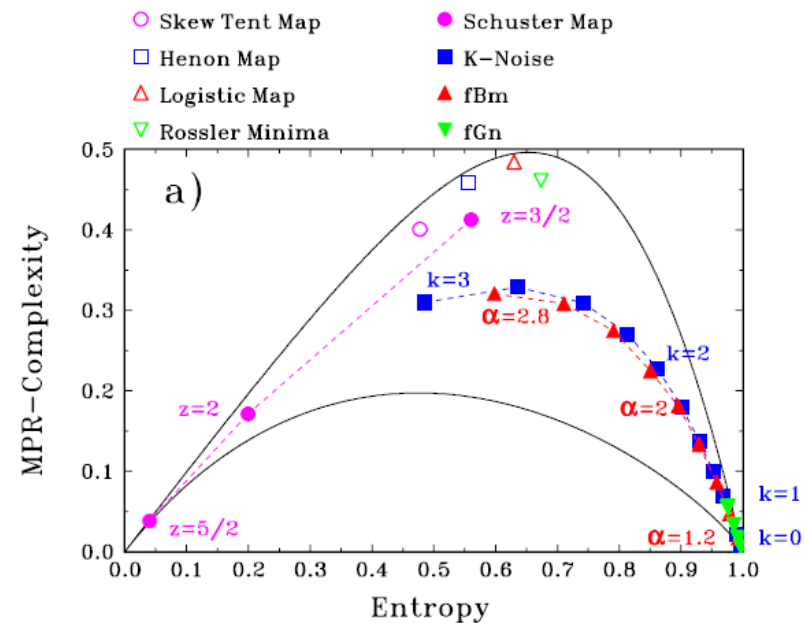 Skew Tent Map
Schuster Map
Henon Map
K-Noise
Logistic Map
fBm
Rossler Minima
fGn
a)
MPR-Complexity
0.5
0.4
0.3
0.2
0.1
0.0
z=3/2
k=3
α=2.8
k=2
z=2
α=2
k=1
z=5/2
α=1.2
k=0
0.0 0.1 0.2 0.3 0.4 0.5 0.6 0.7 0.8 0.9 1.0
Entropy